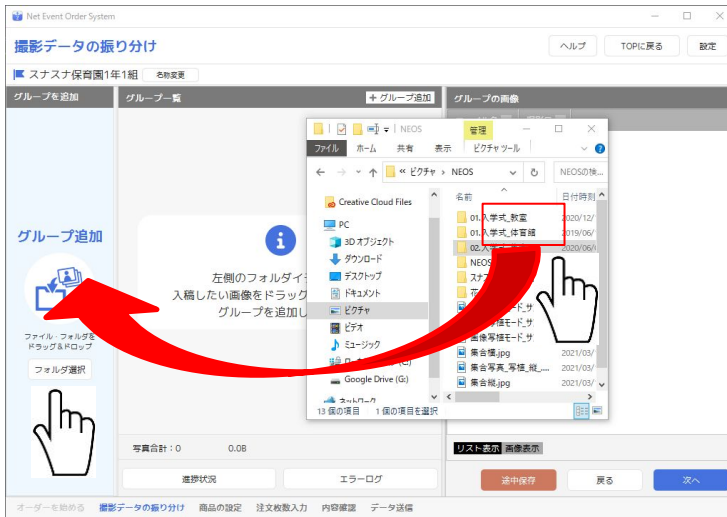 Net Event Order System
撮影データの振り分け
ヘルプ
TOPに戻る
設定
スナスナ保育園1年1組
名称変更
グループを追加
グループ一覧
+ グループ追加
グループの画像
NEOS
管理
ファイル
ホーム
共有
表示
ピクチャ ツール
« ピクチャ › NEOS
NEOSの検...
Creative Cloud Files
PC
3D オブジェクト
ダウンロード
デスクトップ
ドキュメント
ピクチャ
ビデオ
ミュージック
Google Drive (G:)
ネットワーク
名前
日付時刻
01.入学式_教室
2020/12/
01.入学式_体育館
2019/06/
02.入学式
2020/06/
NEOS
集合横.jpg
2021/03/
集合写真_写植_縦_....
2021/03/
集合縦.jpg
2021/03/
13 個の項目
1 個の項目を選択
グループ追加
ファイル・フォルダを
ドラッグ&ドロップ
フォルダ選択
左側のフォルダイ
入稿したい画像をドラッグ
グループを追加し
写真合計:0
0.0B
進捗状況
エラーログ
リスト表示
画像表示
途中保存
戻る
次へ
オーダーを始める
撮影データの振り分け
商品の設定
注文枚数入力
内容確認
データ送信